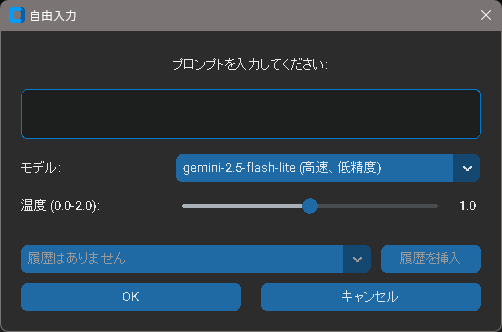 自由入力
プロンプトを入力してください:
モデル: gemini-2.5-flash-lite (高速、低精度)
温度 (0.0-2.0): 1.0
履歴はありません 履歴を挿入
OK キャンセル